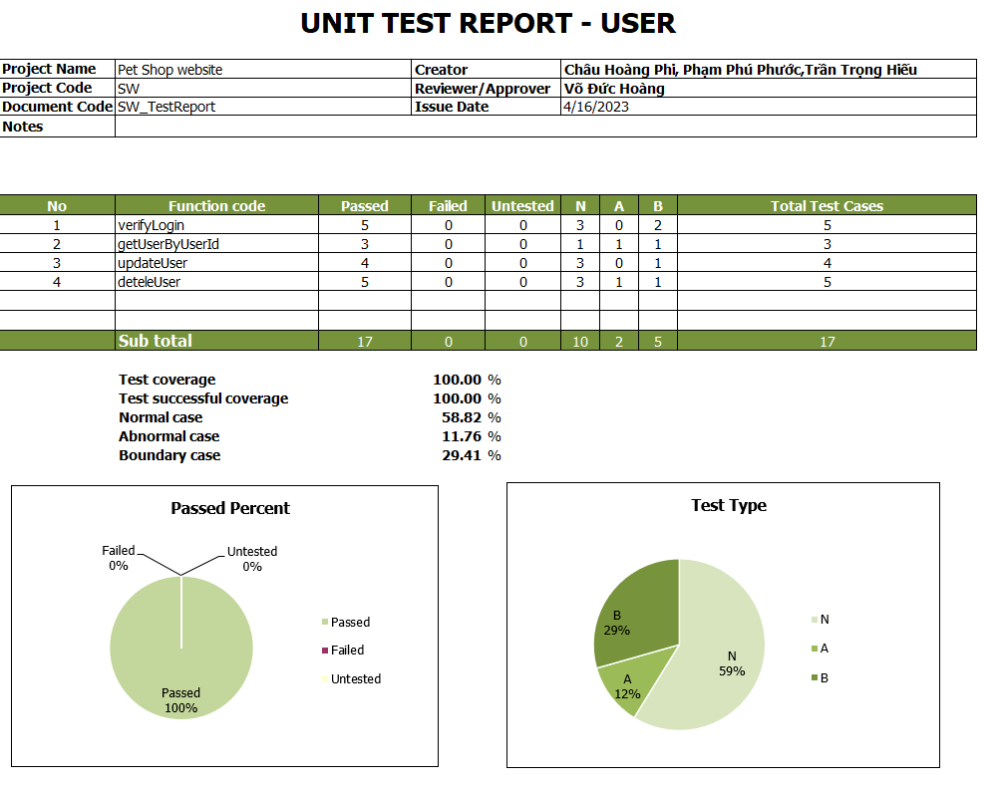 UNIT TEST REPORT - USER
Project Name Pet Shop website Creator Châu Hoàng Phi, Phạm Phú Phước,Trần Trọng Hiếu
Project Code SW Reviewer/Approver Võ Đức Hoàng
Document Code SW_TestReport Issue Date 4/16/2023
Notes
No Function code Passed Failed Untested N A B Total Test Cases
1 verifyLogin 5 0 0 3 0 2 5
2 getUserByUserId 3 0 0 1 1 1 3
3 updateUser 4 0 0 3 0 1 4
4 deteleUser 5 0 0 3 1 1 5
Sub total 17 0 0 10 2 5 17
Test coverage 100.00 %
Test successful coverage 100.00 %
Normal case 58.82 %
Abnormal case 11.76 %
Boundary case 29.41 %
Passed Percent
Failed
0%
Untested
0%
Passed
100%
Passed
Failed
Untested
Test Type
B
29%
A
12%
N
59%
N
A
B